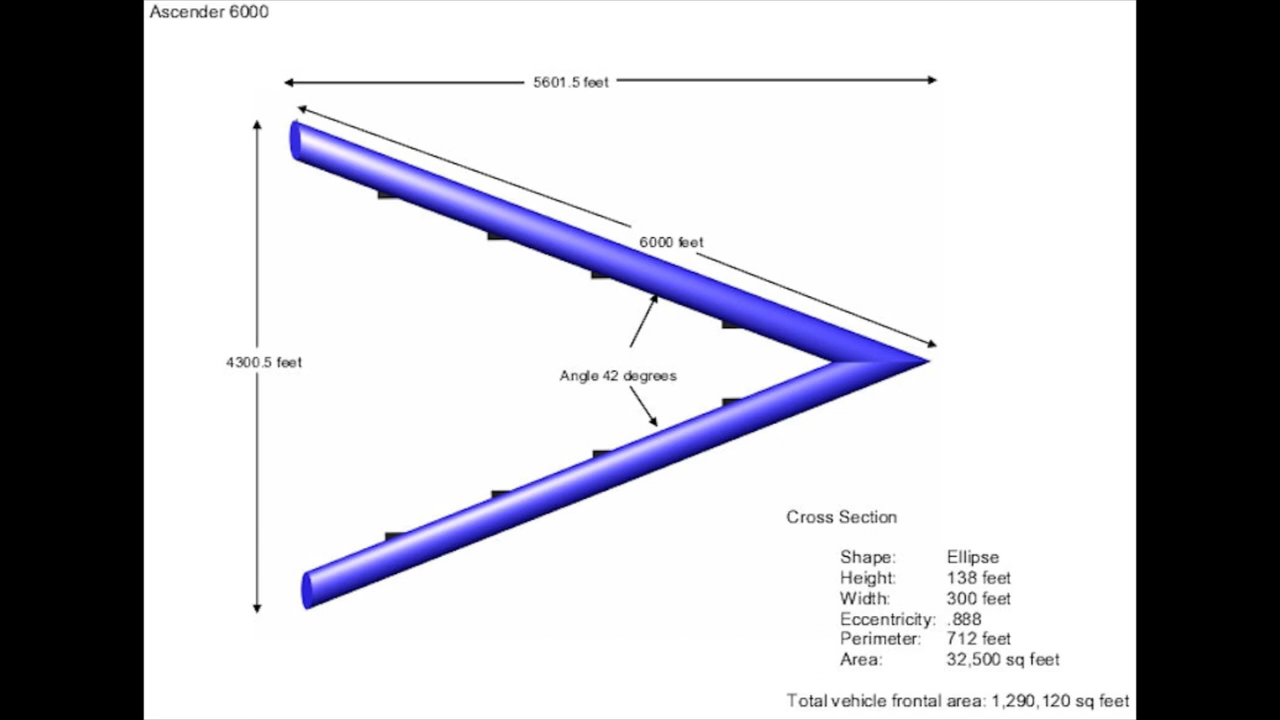 Ascender 6000
5601.5 feet
6000 feet
4300.5 feet
Angle 42 degrees
Cross Section
Shape: Ellipse
Height: 138 feet
Width: 300 feet
Eccentricity: .888
Perimeter: 712 feet
Area: 32,500 sq feet
Total vehicle frontal area: 1,290,120 sq feet